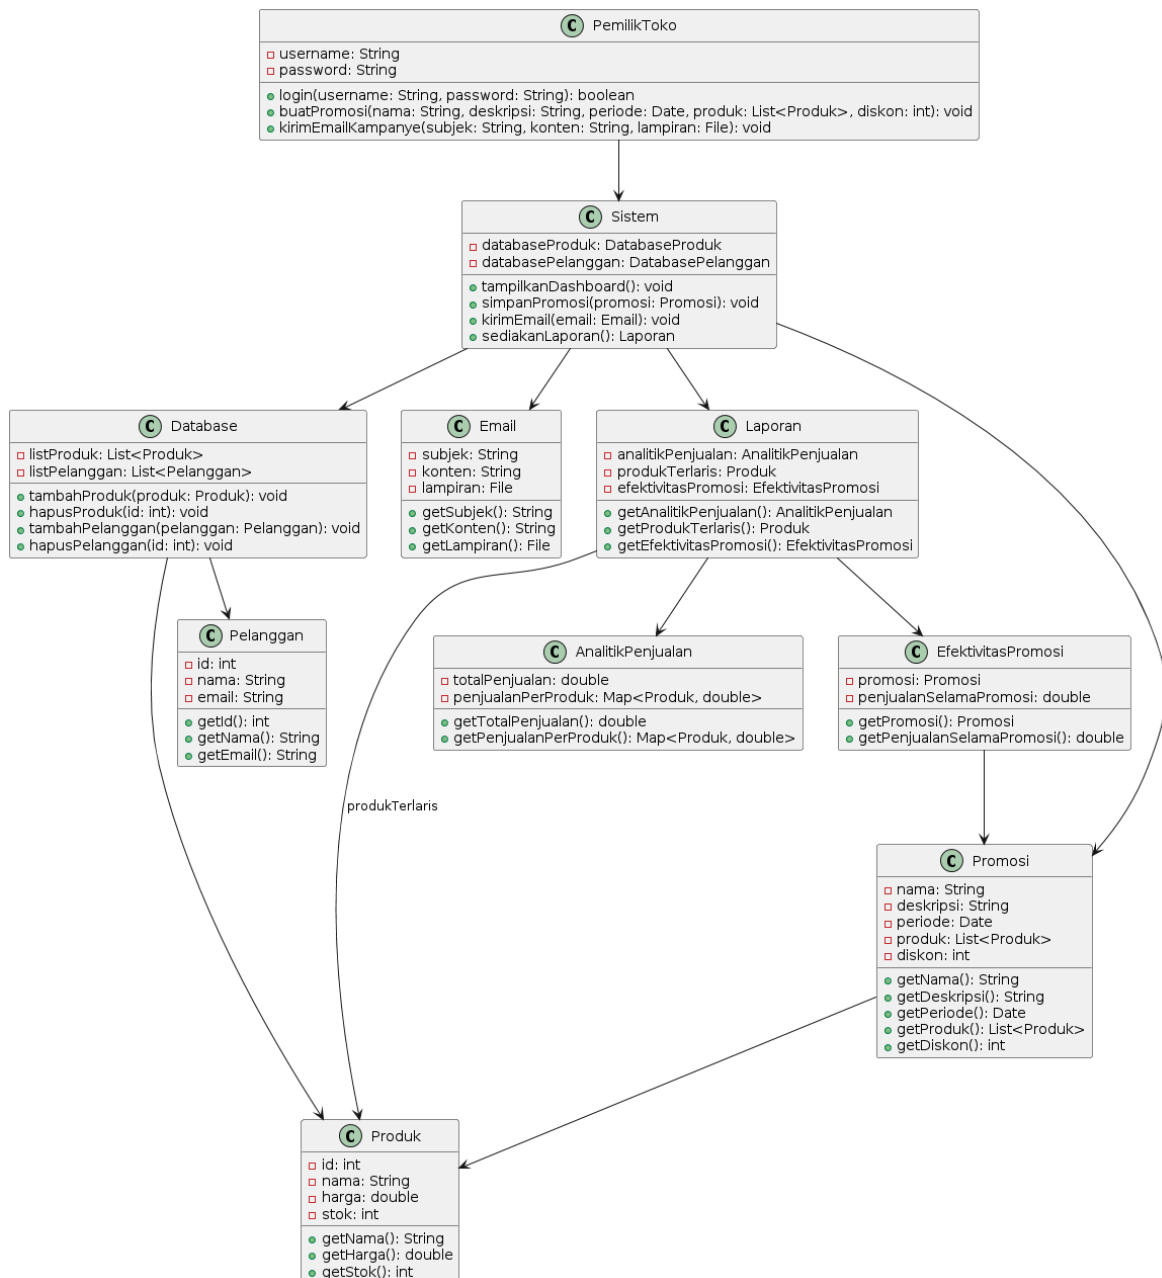 C PemilikToko
username: String
password: String
login(username: String, password: String): boolean
buatPromosi(nama: String, deskripsi: String, periode: Date, produk: List<Produk>, diskon: int): void
kirimEmailKampanye(subjek: String, konten: String, lampiran: File): void
C Sistem
databaseProduk: DatabaseProduk
databasePelanggan: DatabasePelanggan
tampilkanDashboard(): void
simpanPromosi(promosi: Promosi): void
kirimEmail(email: Email): void
sediakanLaporan(): Laporan
C Database
listProduk: List<Produk>
listPelanggan: List<Pelanggan>
tambahProduk(produk: Produk): void
hapusProduk(id: int): void
tambahPelanggan(pelanggan: Pelanggan): void
hapusPelanggan(id: int): void
C Email
subjek: String
konten: String
lampiran: File
getSubjek(): String
getKonten(): String
getLampiran(): File
C Laporan
analitikPenjualan: AnalitikPenjualan
produkTerlaris: Produk
efektivitasPromosi: EfektivitasPromosi
getAnalitikPenjualan(): AnalitikPenjualan
getProdukTerlaris(): Produk
getEfektivitasPromosi(): EfektivitasPromosi
C Pelanggan
id: int
nama: String
email: String
getId(): int
getNama(): String
getEmail(): String
C AnalitikPenjualan
totalPenjualan: double
penjualanPerProduk: Map<Produk, double>
getTotalPenjualan(): double
getPenjualanPerProduk(): Map<Produk, double>
C EfektivitasPromosi
promosi: Promosi
penjualanSelamaPromosi: double
getPromosi(): Promosi
getPenjualanSelamaPromosi(): double
produkTerlaris
C Promosi
nama: String
deskripsi: String
periode: Date
produk: List<Produk>
diskon: int
getNama(): String
getDeskripsi(): String
getPeriode(): Date
getProduk(): List<Produk>
getDiskon(): int
C Produk
id: int
nama: String
harga: double
stok: int
getNama(): String
getHarga(): double
getStok(): int